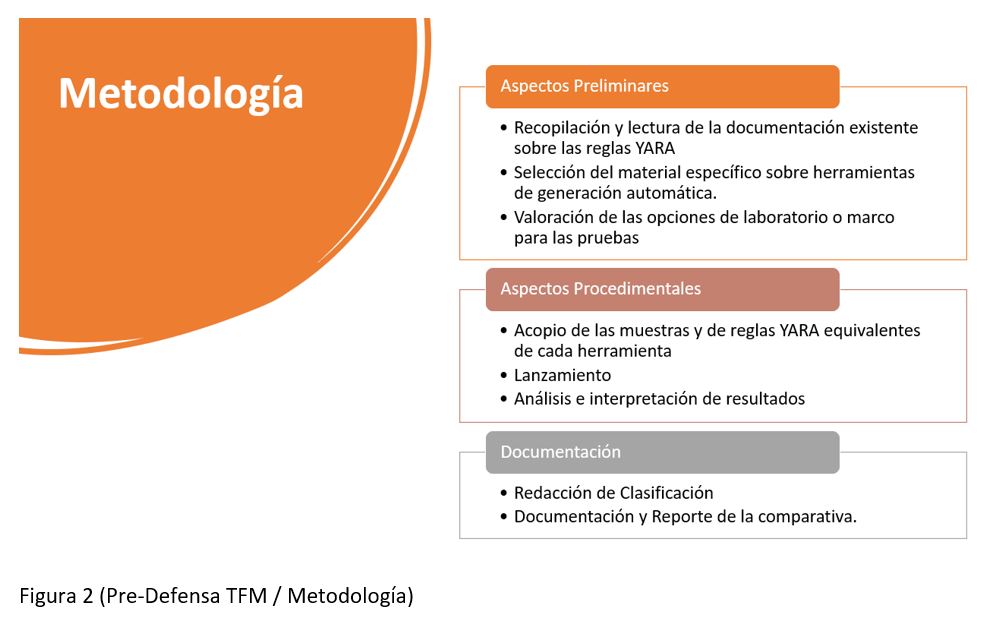 Metodología
Aspectos Preliminares
• Recopilación y lectura de la documentación existente
sobre las reglas YARA
• Selección del material específico sobre herramientas
de generación automática.
• Valoración de las opciones de laboratorio o marco
para las pruebas
Aspectos Procedimentales
• Acopio de las muestras y de reglas YARA equivalentes
de cada herramienta
• Lanzamiento
• Análisis e interpretación de resultados
Documentación
• Redacción de Clasificación
• Documentación y Reporte de la comparativa.
Figura 2 (Pre-Defensa TFM / Metodología)